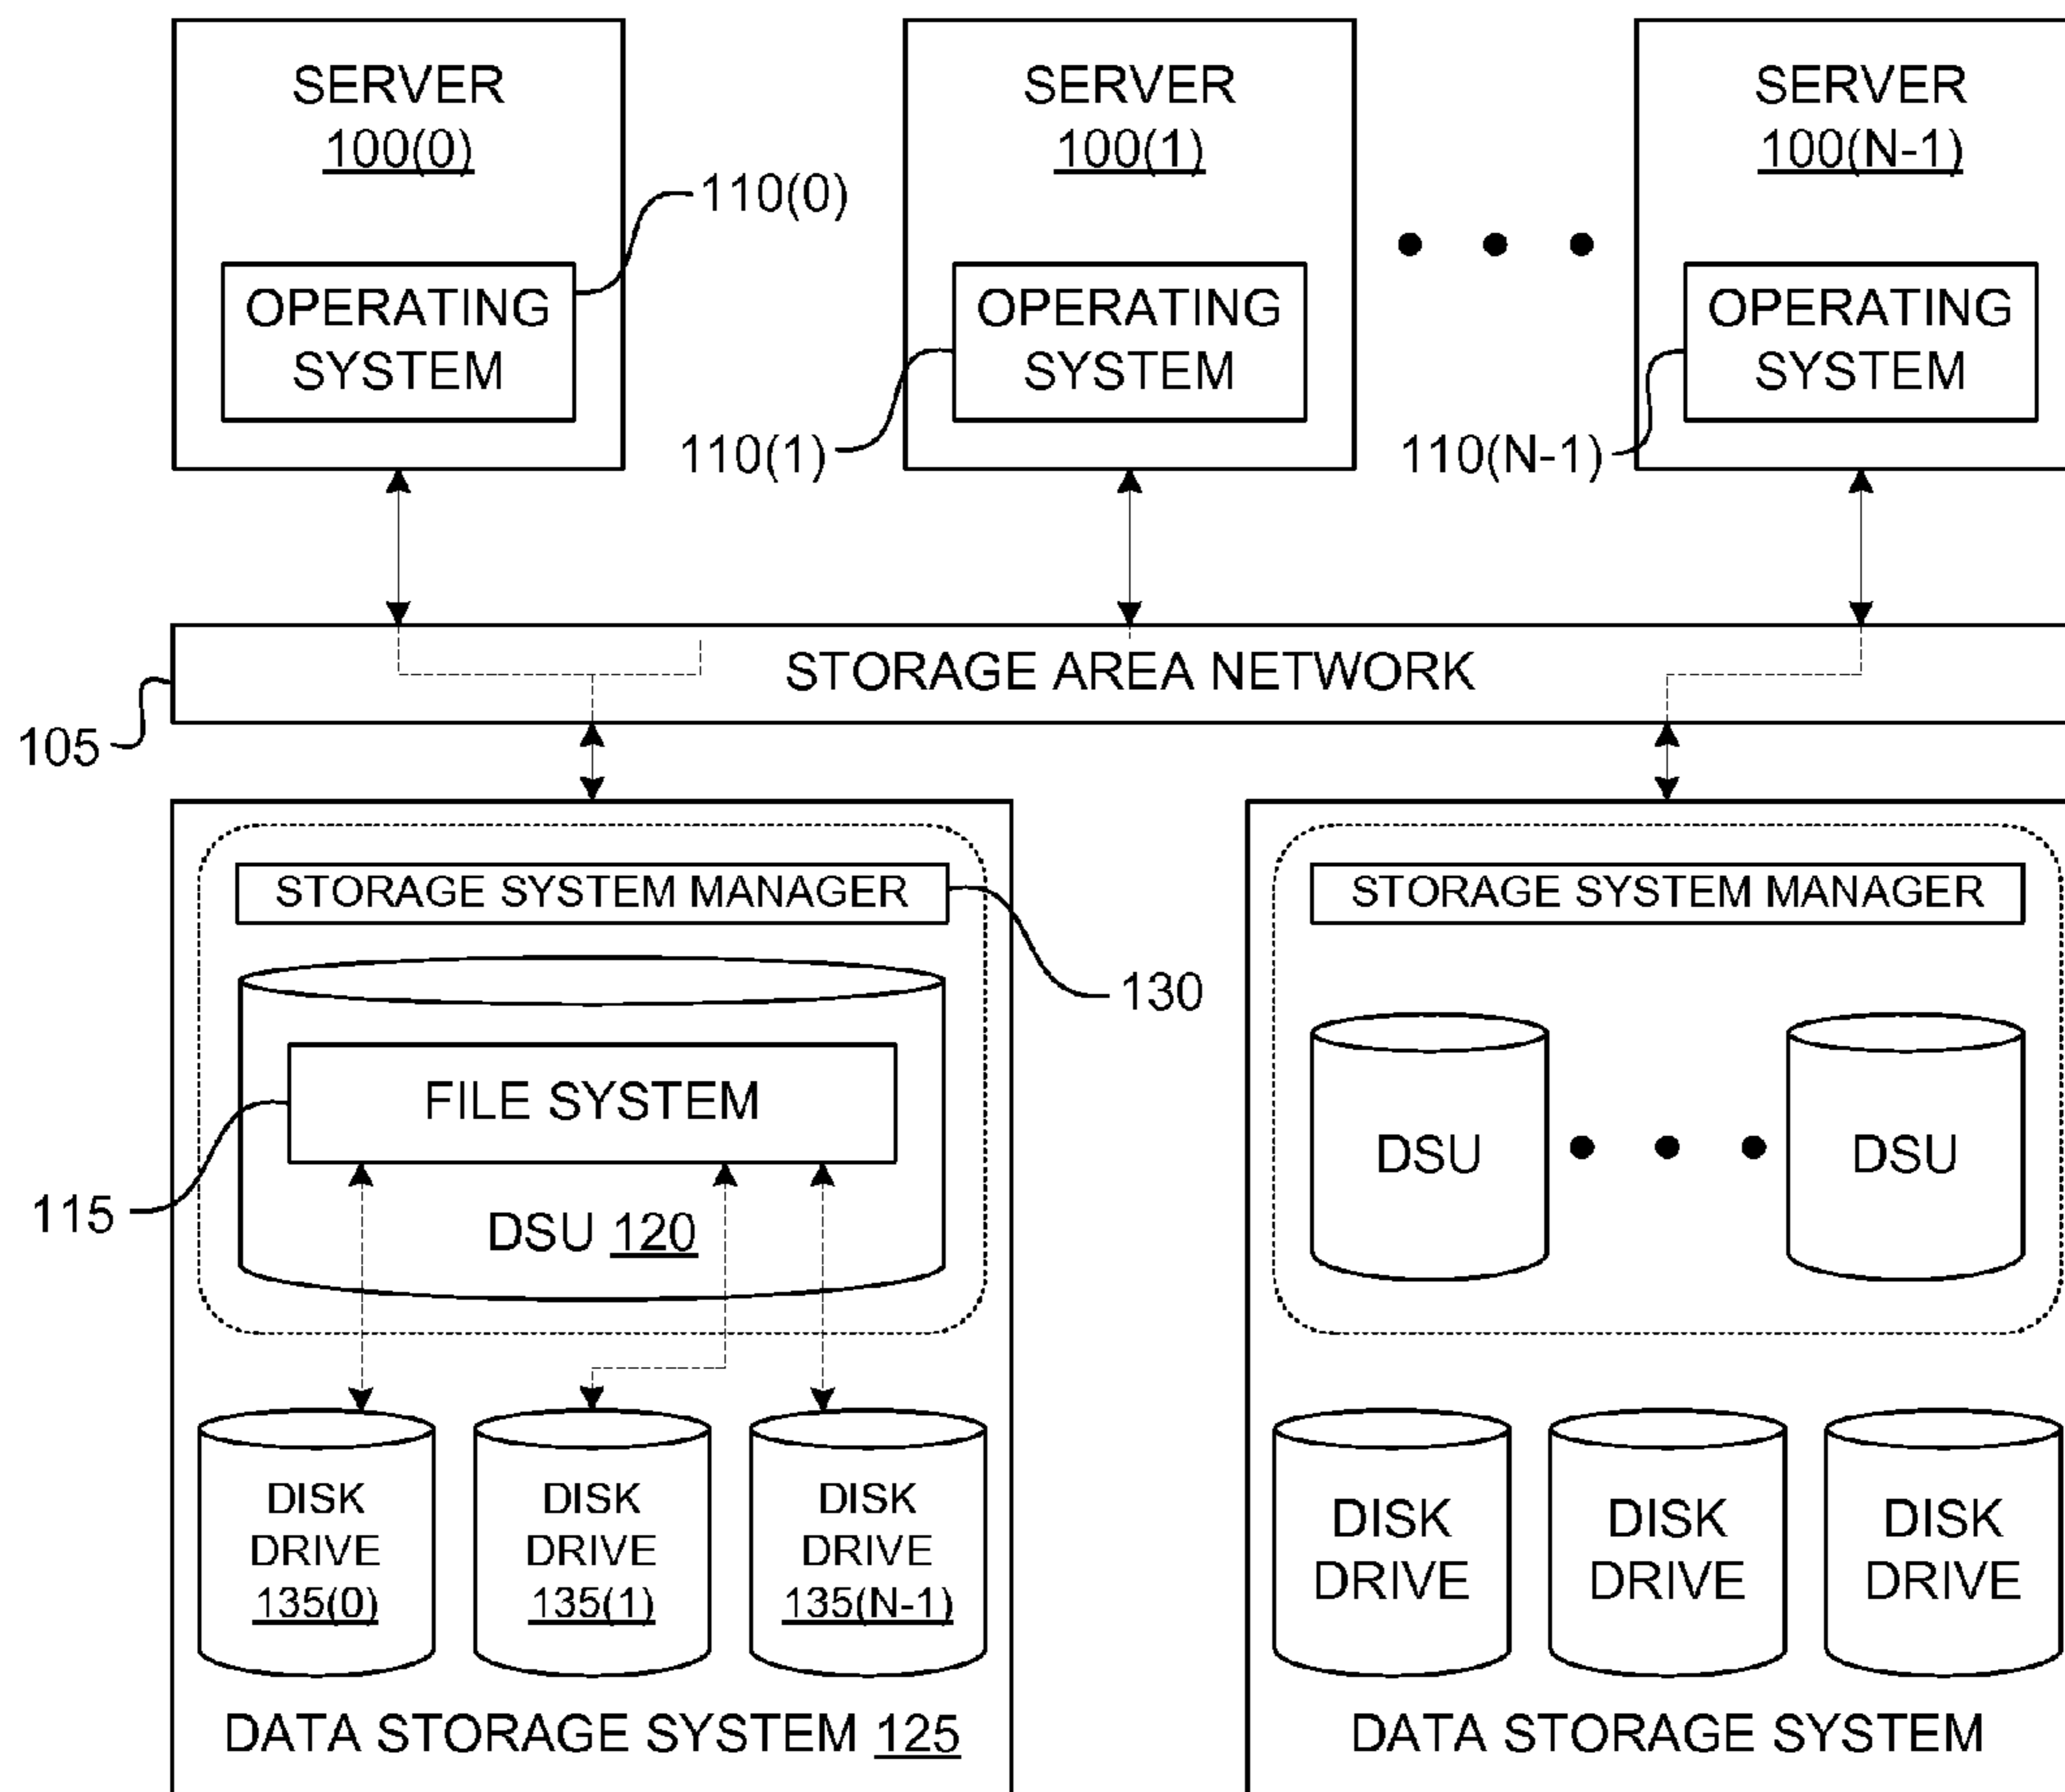 SERVER
100(0)
SERVER
100(1)
SERVER
100(N-1)
110(0)
OPERATING
SYSTEM
OPERATING
SYSTEM
OPERATING
SYSTEM
110(1)
110(N-1)
STORAGE AREA NETWORK
105
STORAGE SYSTEM MANAGER
130
FILE SYSTEM
115
DSU 120
DISK
DRIVE
135(0)
DISK
DRIVE
135(1)
DISK
DRIVE
135(N-1)
DATA STORAGE SYSTEM 125
STORAGE SYSTEM MANAGER
DSU
DSU
DISK
DRIVE
DISK
DRIVE
DISK
DRIVE
DATA STORAGE SYSTEM